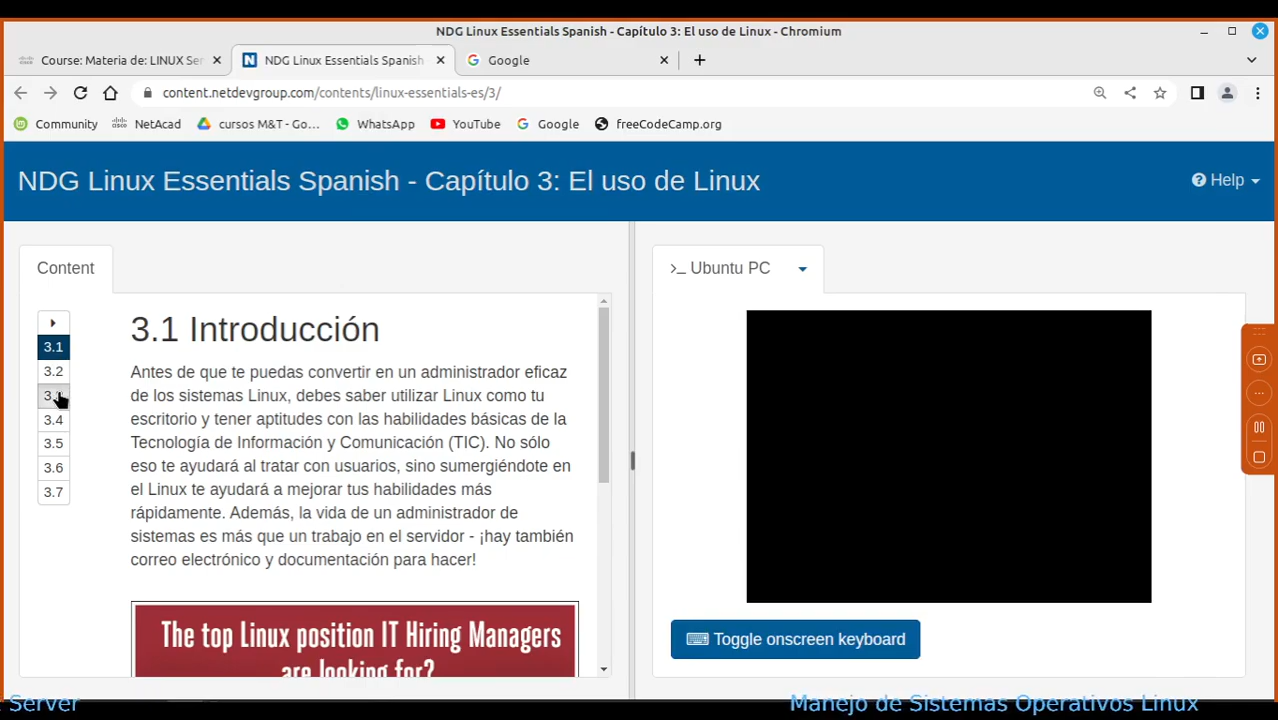 NDG Linux Essentials Spanish - Capítulo 3: El uso de Linux - Chromium
Course: Materia de: LINUX Ser
NDG Linux Essentials Spanish
Google
content.netdevgroup.com/contents/linux-essentials-es/3/
Community
NetAcad
cursos M&T - Go...
WhatsApp
YouTube
Google
freeCodeCamp.org
NDG Linux Essentials Spanish - Capítulo 3: El uso de Linux
Help
Content
3.1
3.2
3.4
3.5
3.6
3.7
3.1 Introducción
Antes de que te puedas convertir en un administrador eficaz
de los sistemas Linux, debes saber utilizar Linux como tu
escritorio y tener aptitudes con las habilidades básicas de la
Tecnología de Información y Comunicación (TIC). No sólo
eso te ayudará al tratar con usuarios, sino sumergiéndote en
el Linux te ayudará a mejorar tus habilidades más
rápidamente. Además, la vida de un administrador de
sistemas es más que un trabajo en el servidor - ¡hay también
correo electrónico y documentación para hacer!
The top Linux position IT Hiring Managers
are looking for?
>_ Ubuntu PC
Toggle onscreen keyboard
Server
Manejo de Sistemas Operativos Linux